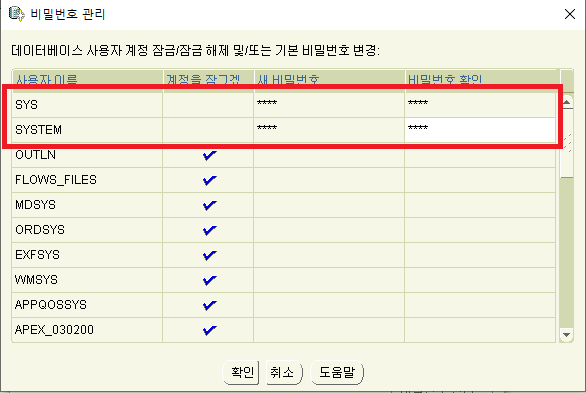 비밀번호 관리
데이터베이스 사용자 계정 잠금/잠금 해제 및/또는 기본 비밀번호 변경:
사용자 이름 계정을 잠그겠 새 비밀번호 비밀번호 확인
SYS **** ****
SYSTEM **** ****
OUTLN
FLOWS_FILES
MDSYS
ORDSYS
EXFSYS
WMSYS
APPQOSSYS
APEX_030200
확인 취소 도움말